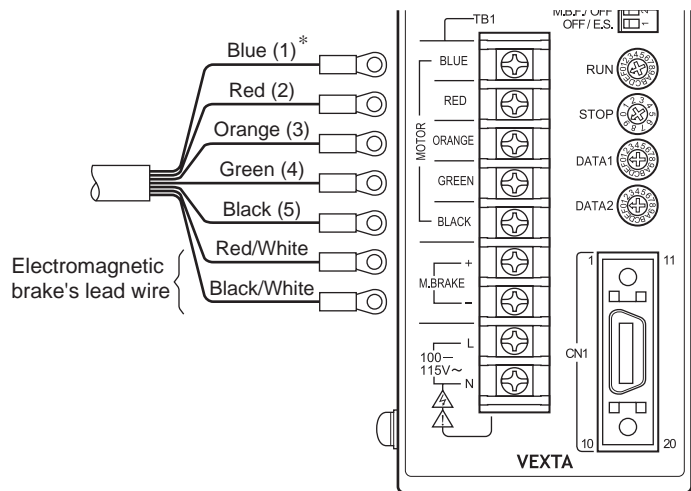 M.B.F./ OFF
OFF / E.S.
2
1
TB1
Blue (1)*
Red (2)
Orange (3)
Green (4)
Black (5)
Red/White
Black/White
Electromagnetic
brake's lead wire
MOTOR
BLUE
RED
ORANGE
GREEN
BLACK
M.BRAKE
+
−
100−
115V~
L
N
RUN
STOP
DATA1
DATA2
CN1
1
11
10
20
VEXTA